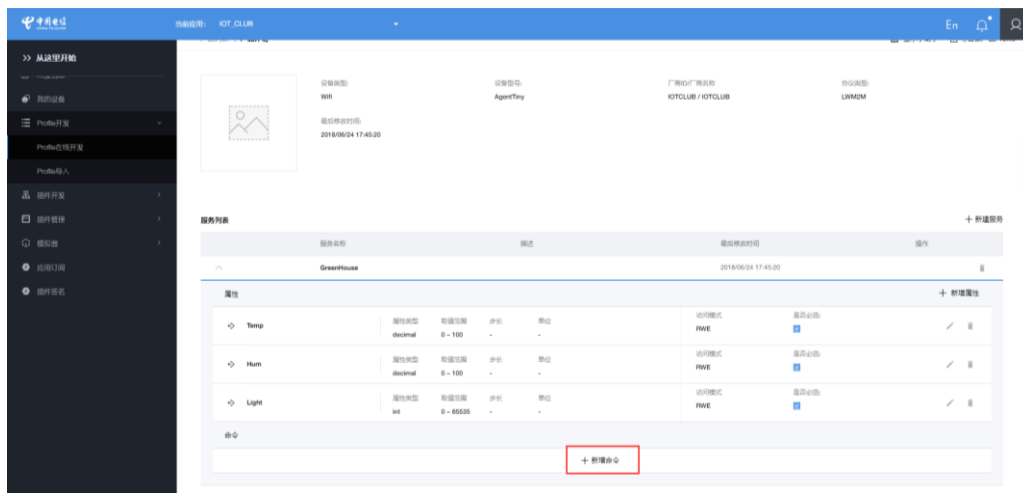 中国电信
当前应用： IOT_CLUB
En
>> 从这里开始
我的设备
Profile开发
Profile在线开发
Profile导入
插件开发
插件管理
模拟器
应用订阅
插件签名
设备类型: 设备型号: 厂商ID/厂商名称 协议类型:
Wifi AgentTiny IOTCLUB / IOTCLUB LWM2M
最后修改时间:
2018/06/24 17:45:20
服务列表 + 新建服务
服务名称 描述 最后修改时间 操作
GreenHouse 2018/06/24 17:45:20
属性 + 新增属性
Temp 属性类型 取值范围 步长 单位 访问模式 是否必选:
decimal 0 ~ 100 - - RWE
Hum 属性类型 取值范围 步长 单位 访问模式 是否必选:
decimal 0 ~ 100 - - RWE
Light 属性类型 取值范围 步长 单位 访问模式 是否必选:
int 0 ~ 65535 - - RWE
命令
+ 新增命令